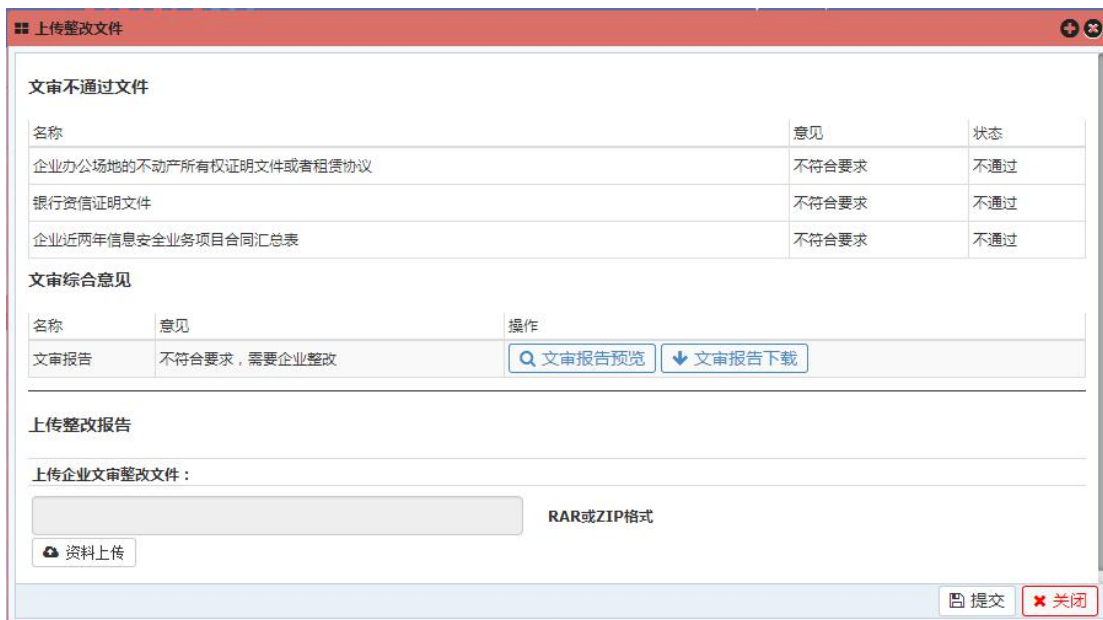 上传整改文件
文审不通过文件
名称 意见 状态
企业办公场地的不动产所有权证明文件或者租赁协议 不符合要求 不通过
银行资信证明文件 不符合要求 不通过
企业近两年信息安全业务项目合同汇总表 不符合要求 不通过
文审综合意见
名称 意见 操作
文审报告 不符合要求，需要企业整改 文审报告预览 文审报告下载
上传整改报告
上传企业文审整改文件：
RAR或ZIP格式
资料上传
提交 关闭